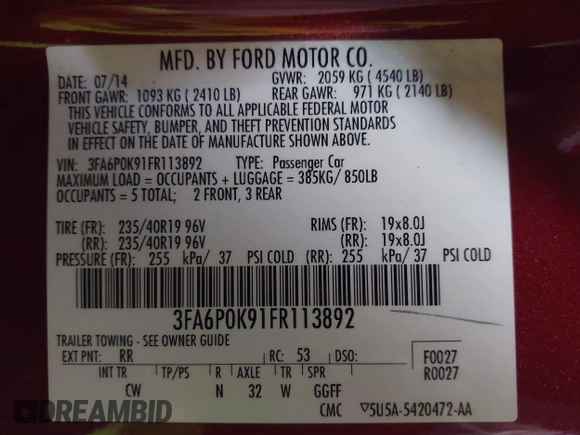 MFD. BY FORD MOTOR CO.
DATE: 07/14 GVWR: 2059 KG ( 4540 LB)
FRONT GAWR: 1093 KG ( 2410 LB) REAR GAWR: 971 KG ( 2140 LB)
THIS VEHICLE CONFORMS TO ALL APPLICABLE FEDERAL MOTOR
VEHICLE SAFETY, BUMPER, AND THEFT PREVENTION STANDARDS
IN EFFECT ON THE DATE OF MANUFACTURE SHOWN ABOVE.
VIN: 3FA6P0K91FR113892 TYPE: Passenger Car
MAXIMUM LOAD = OCCUPANTS + LUGGAGE = 385KG/ 850LB
OCCUPANTS = 5 TOTAL; 2 FRONT, 3 REAR
TIRE (FR): 235/40R19 96V RIMS (FR): 19x8.0J
(RR): 235/40R19 96V (RR): 19x8.0J
PRESSURE (FR): 255 kPa/ 37 PSI COLD (RR): 255 kPa/ 37 PSI COLD
3FA6P0K91FR113892
TRAILER TOWING - SEE OWNER GUIDE
EXT PNT: RR RC: 53 DSO: F0027
INT TR TP/PS R AXLE TR SPR R0027
CW N 32 W GGFF
CMC 5U5A-5420472-AA
DREAMBID